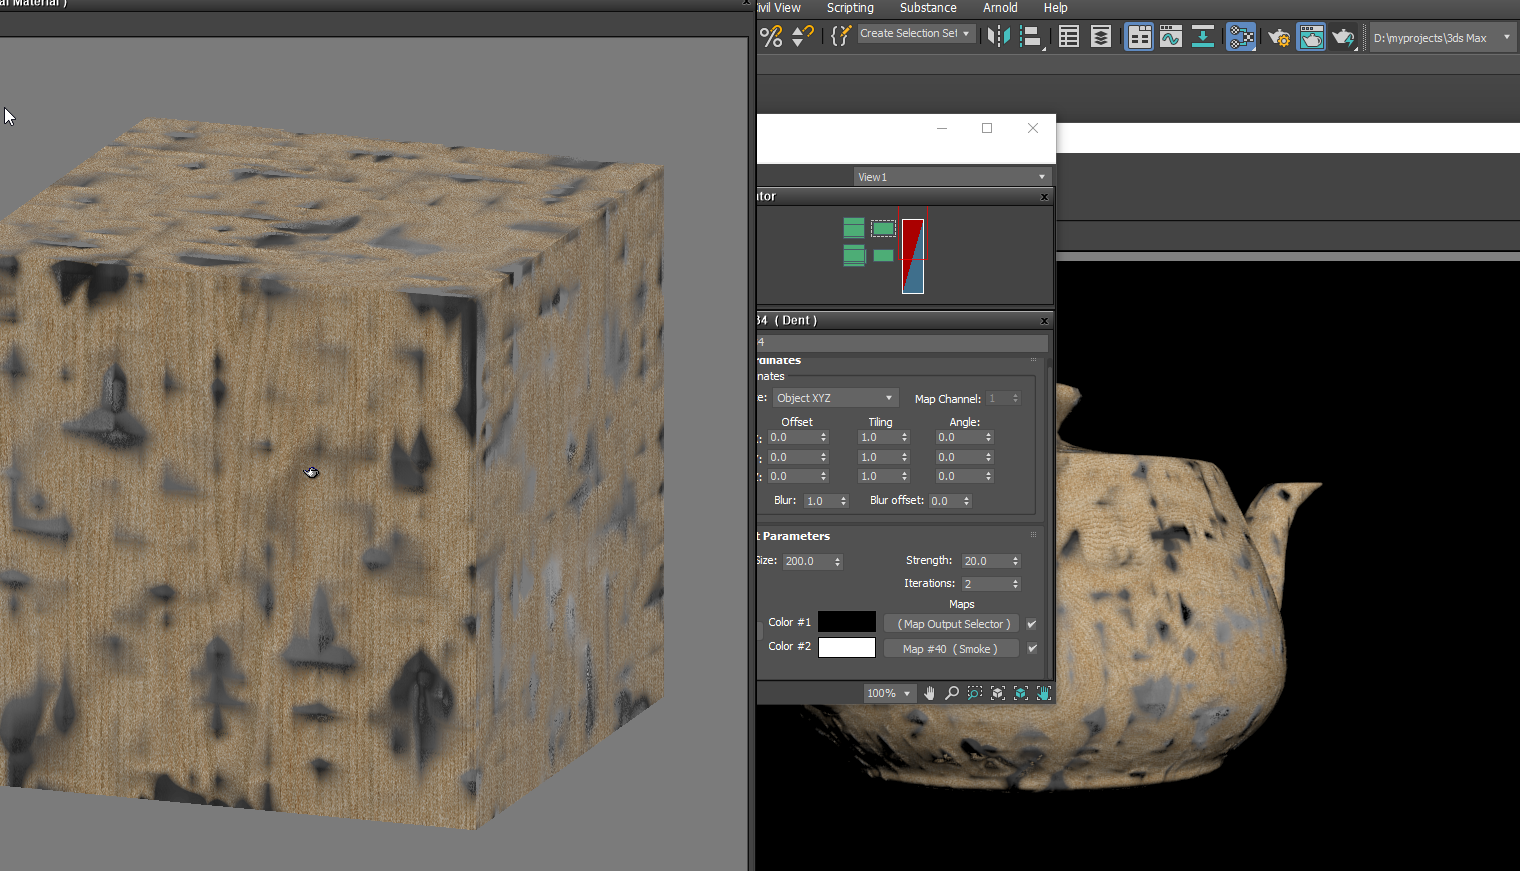 al Material )
ivil View Scripting Substance Arnold Help
Create Selection Set
D:\myprojects\3ds Max
View1
ator
34 ( Dent )
4
rdinates
nates
e: Object XYZ Map Channel: 1
Offset Tiling Angle:
: 0.0 1.0 0.0
: 0.0 1.0 0.0
: 0.0 1.0 0.0
Blur: 1.0 Blur offset: 0.0
t Parameters
Size: 200.0 Strength: 20.0
Iterations: 2
Maps
Color #1 ( Map Output Selector )
Color #2 Map #40 ( Smoke )
100%